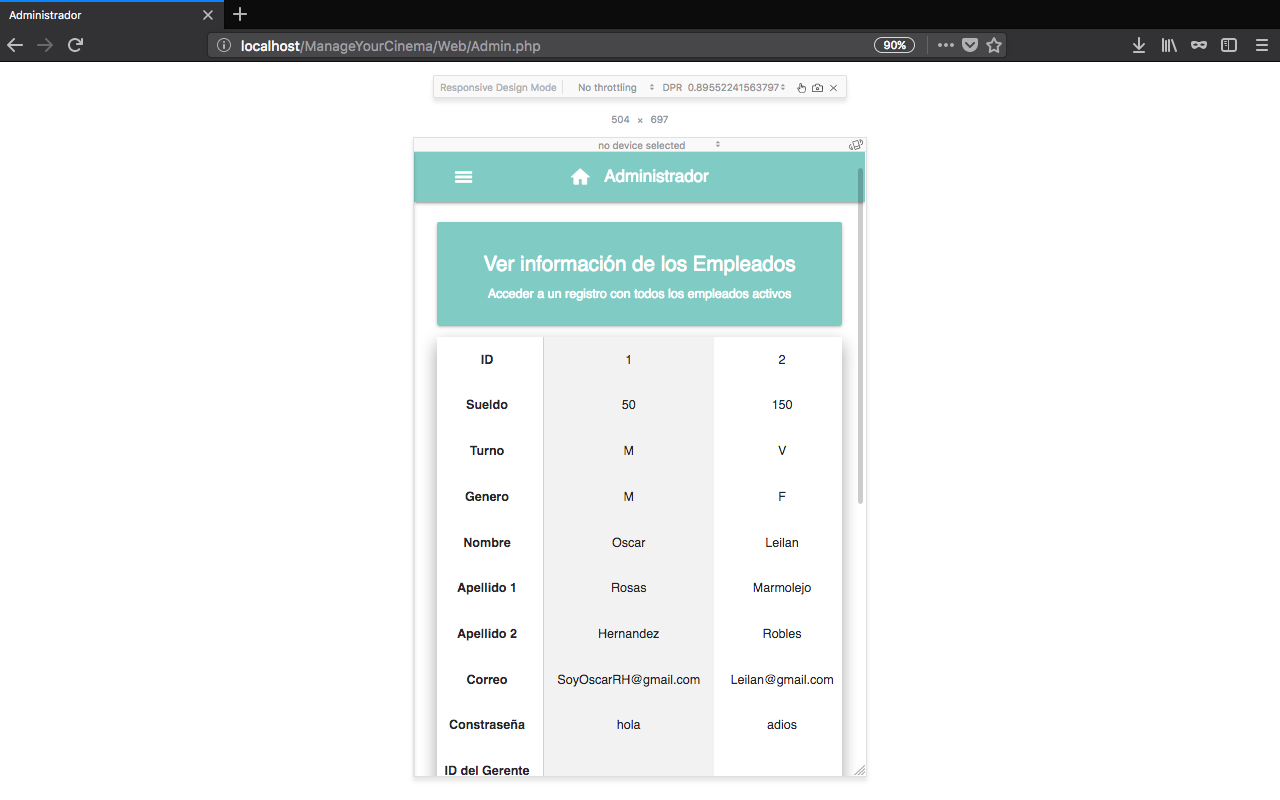 Administrador
localhost/ManageYourCinema/Web/Admin.php
90%
Responsive Design Mode No throttling DPR 0.89552241563797
504 × 697
no device selected
Administrador
Ver información de los Empleados
Acceder a un registro con todos los empleados activos
ID 1 2
Sueldo 50 150
Turno M V
Genero M F
Nombre Oscar Leilan
Apellido 1 Rosas Marmolejo
Apellido 2 Hernandez Robles
Correo SoyOscarRH@gmail.com Leilan@gmail.com
Constraseña hola adios
ID del Gerente